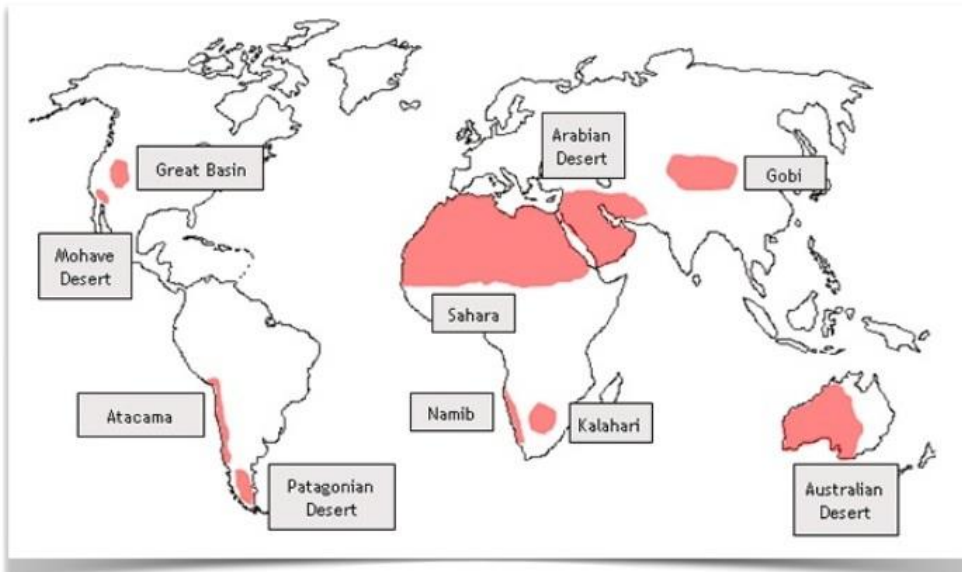 Arabian
Desert
Great Basin
Gobi
Mohave
Desert
Sahara
Atacama
Namib
Kalahari
Patagonian
Desert
Australian
Desert